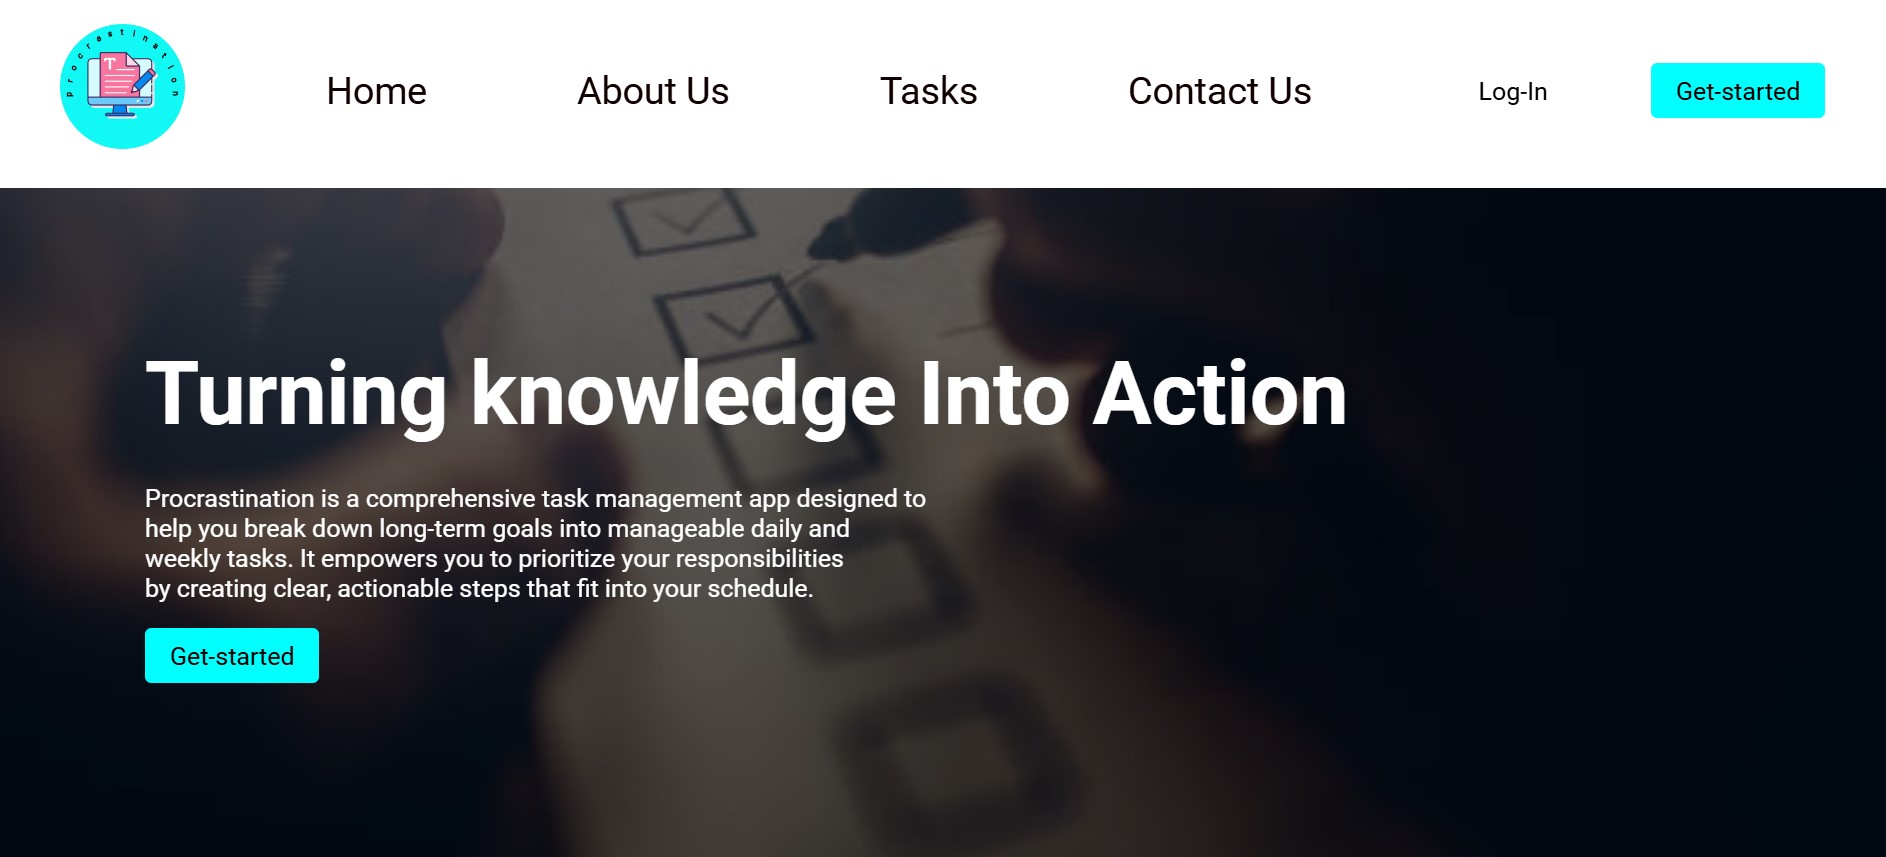 Procrastination
T
Home
About Us
Tasks
Contact Us
Log-In
Get-started
Turning knowledge Into Action
Procrastination is a comprehensive task management app designed to
help you break down long-term goals into manageable daily and
weekly tasks. It empowers you to prioritize your responsibilities
by creating clear, actionable steps that fit into your schedule.
Get-started